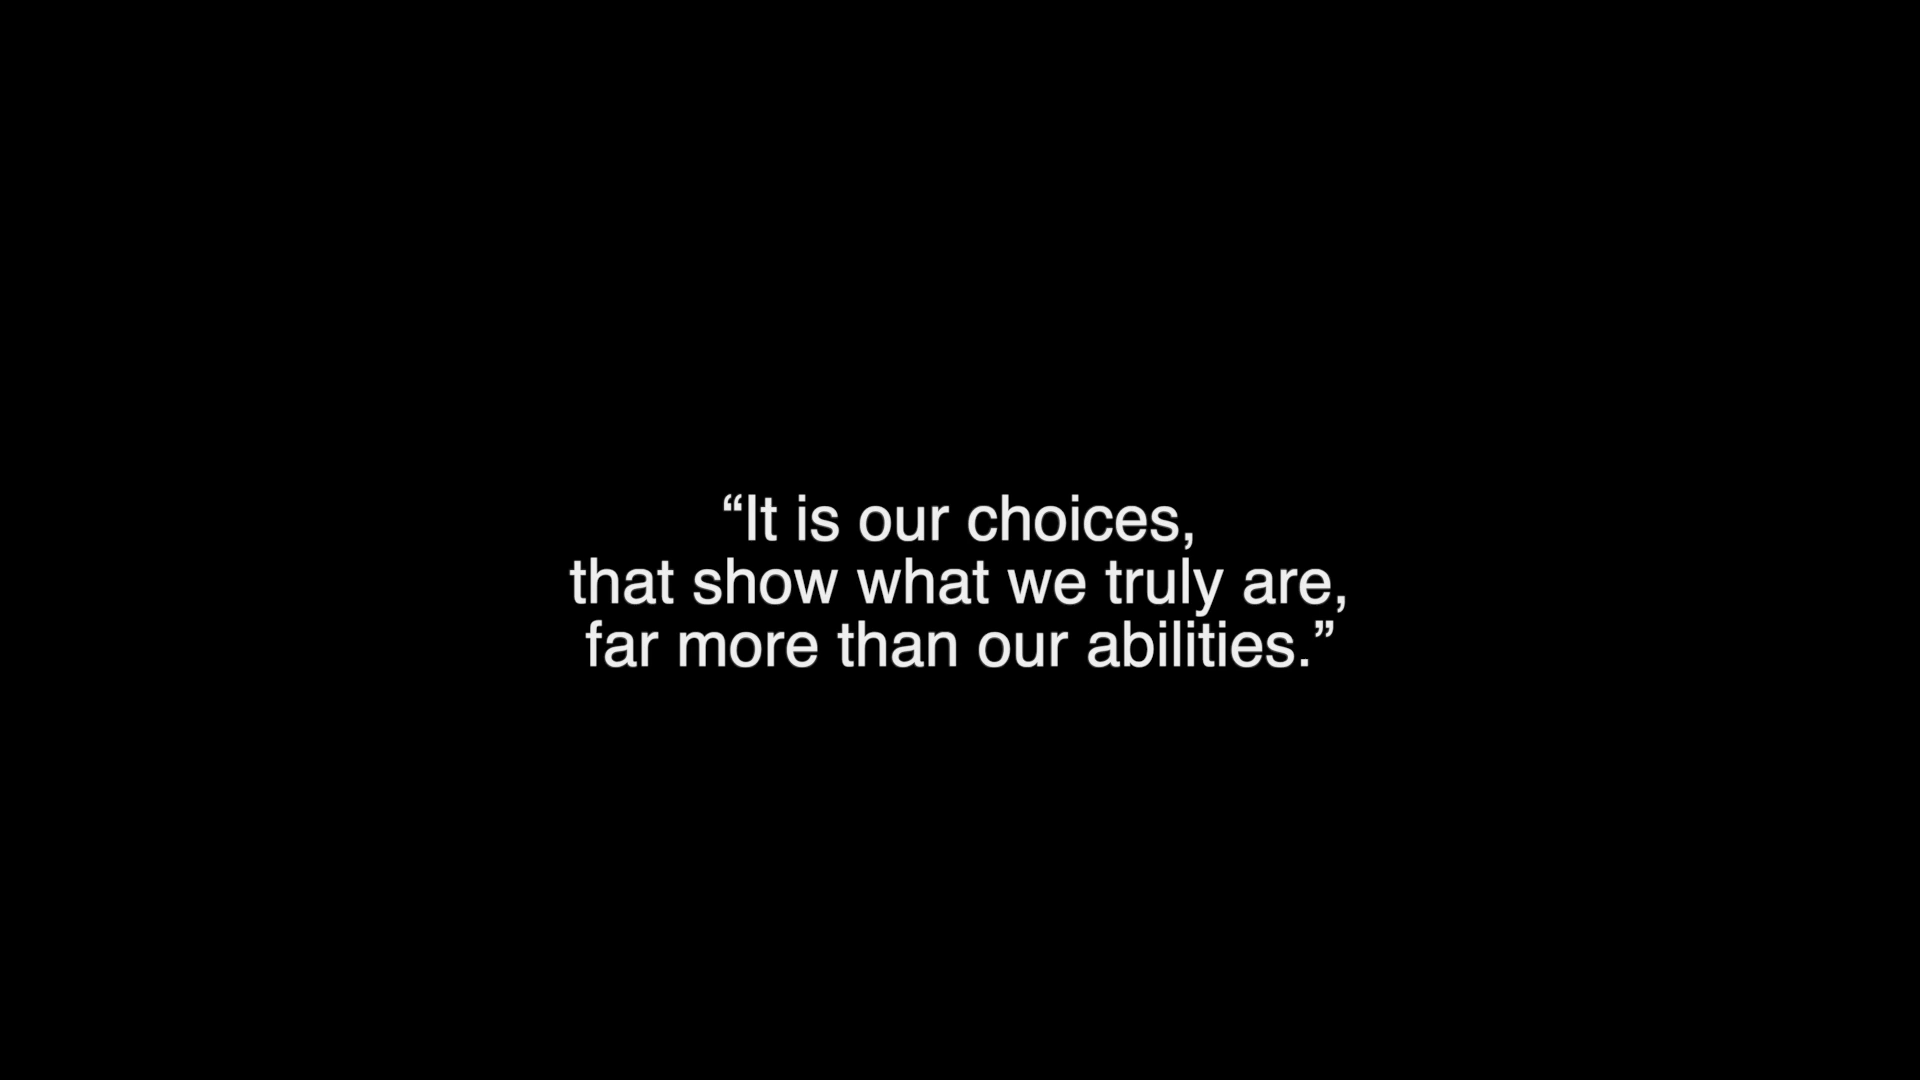 “It is our choices,
that show what we truly are,
far more than our abilities.”